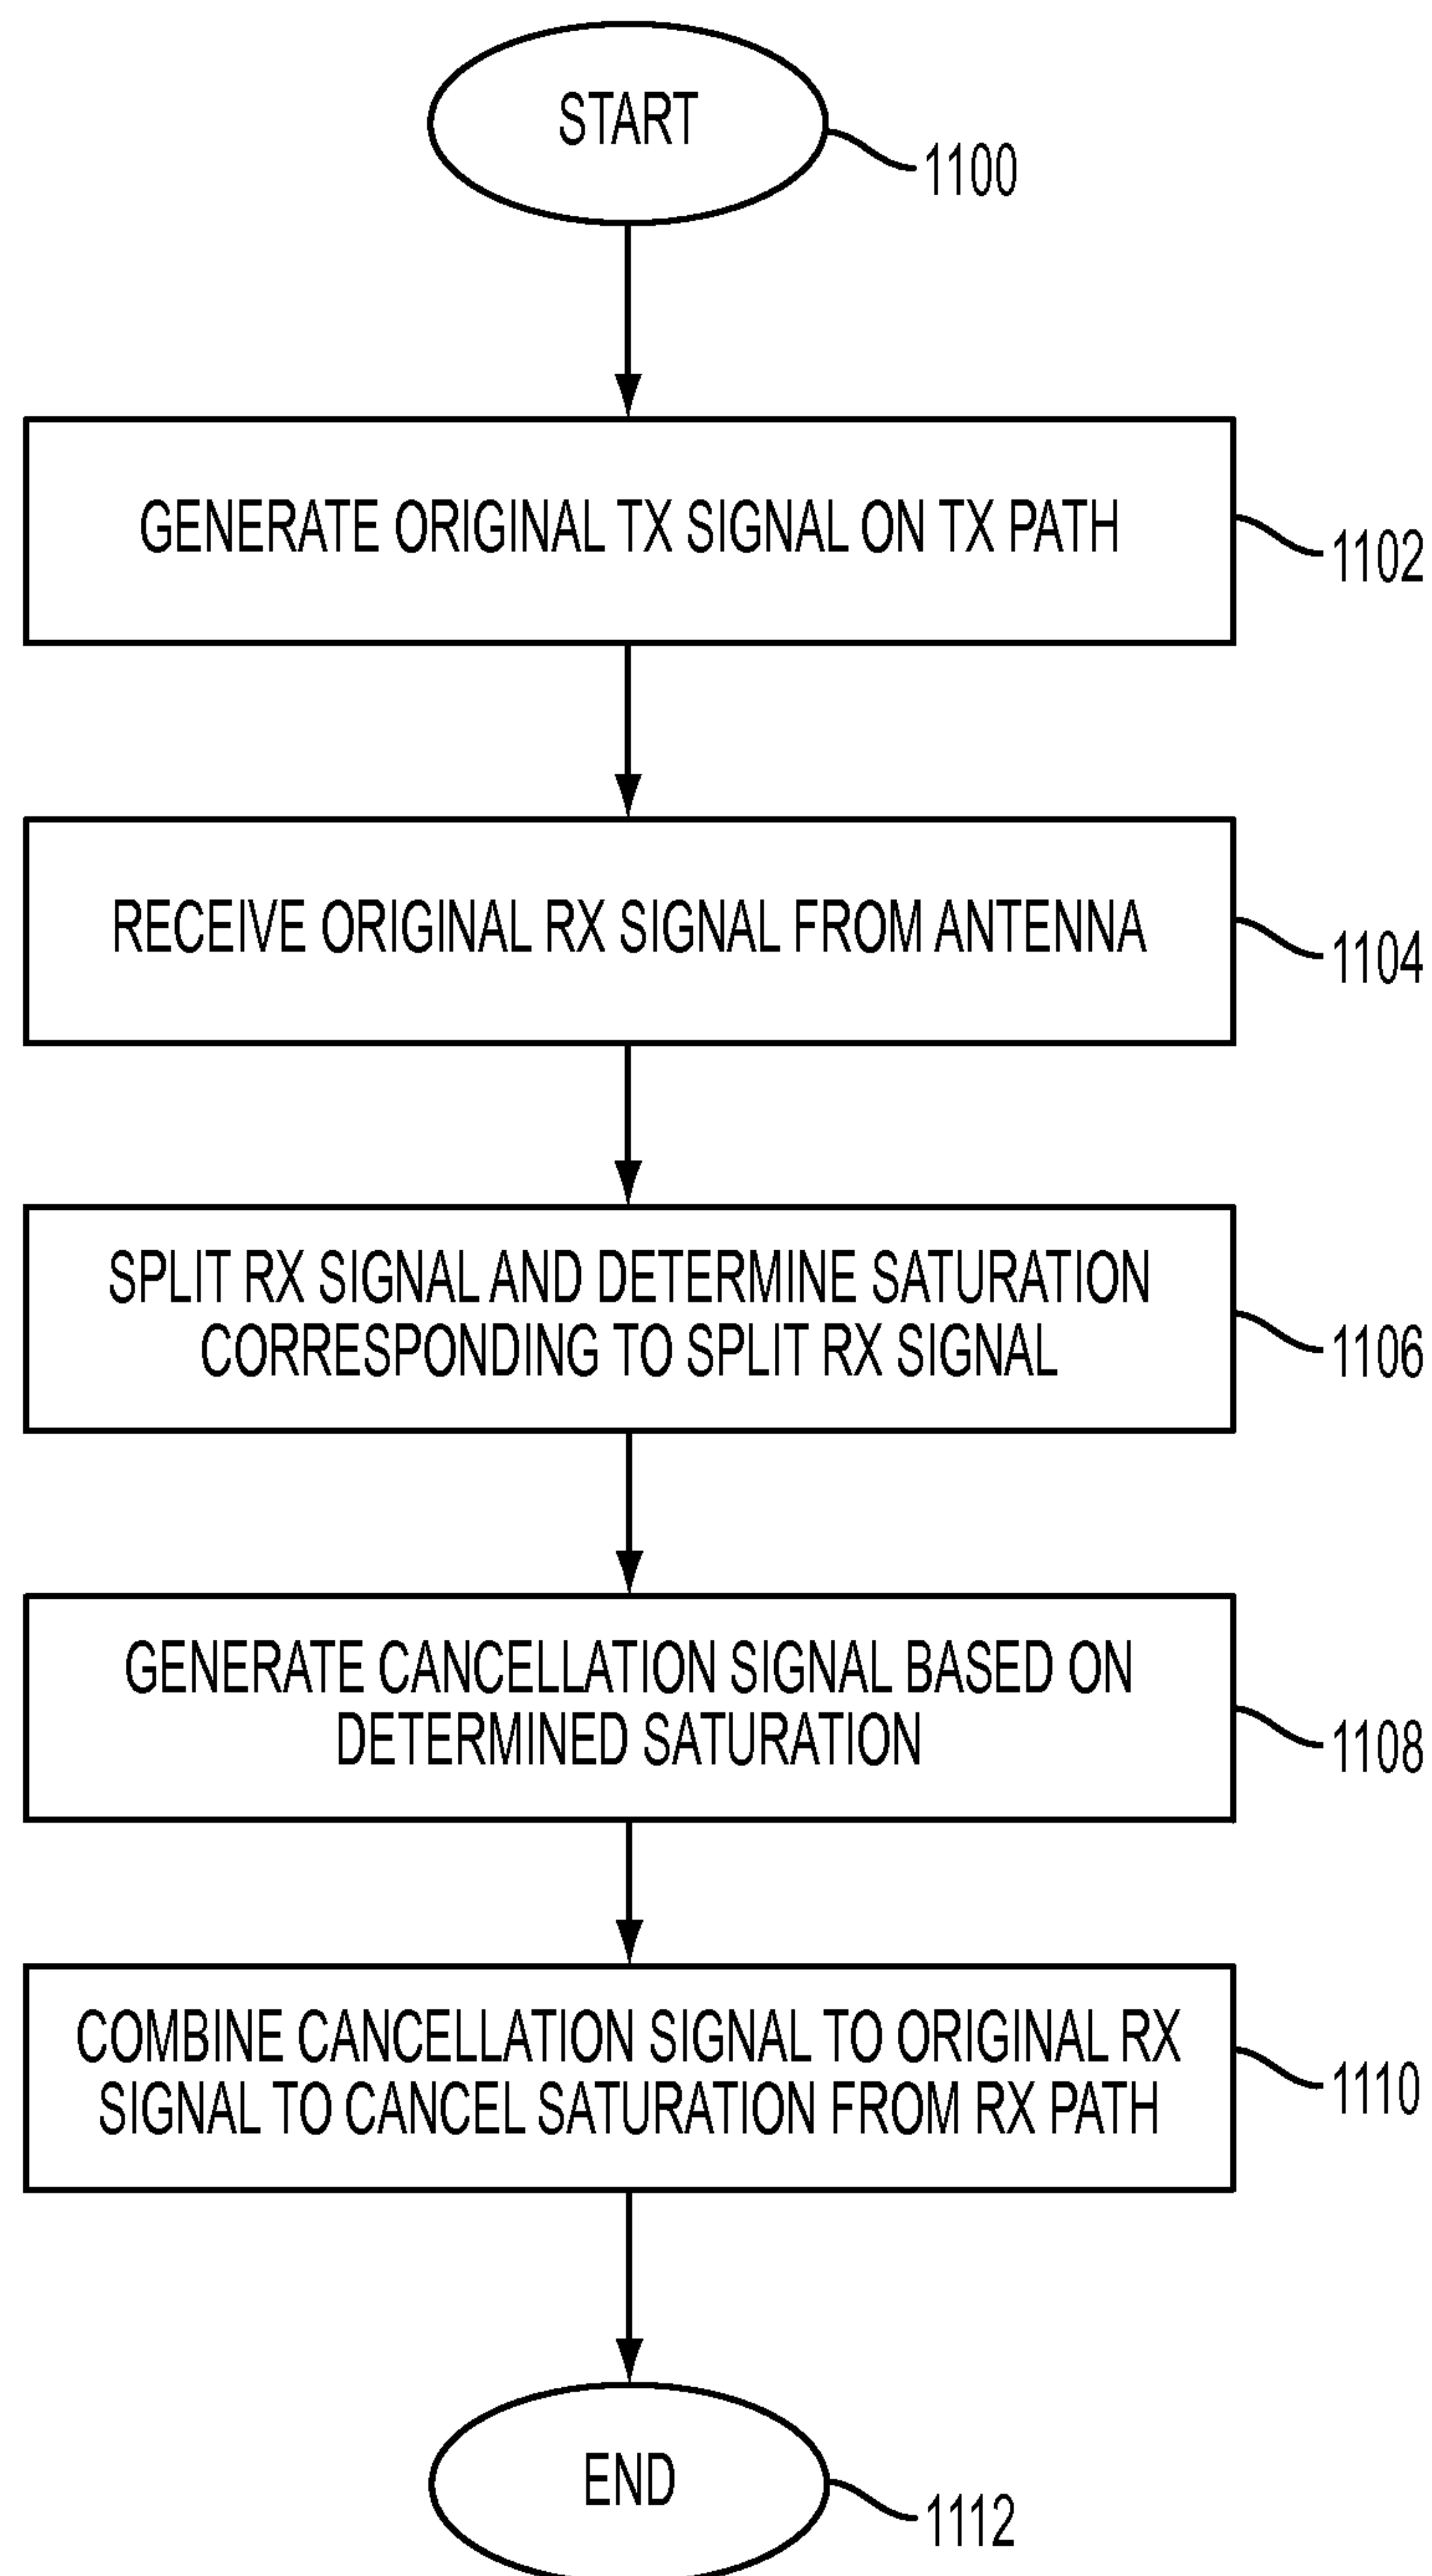 START
1100
GENERATE ORIGINAL TX SIGNAL ON TX PATH
1102
RECEIVE ORIGINAL RX SIGNAL FROM ANTENNA
1104
SPLIT RX SIGNAL AND DETERMINE SATURATION
CORRESPONDING TO SPLIT RX SIGNAL
1106
GENERATE CANCELLATION SIGNAL BASED ON
DETERMINED SATURATION
1108
COMBINE CANCELLATION SIGNAL TO ORIGINAL RX
SIGNAL TO CANCEL SATURATION FROM RX PATH
1110
END
1112